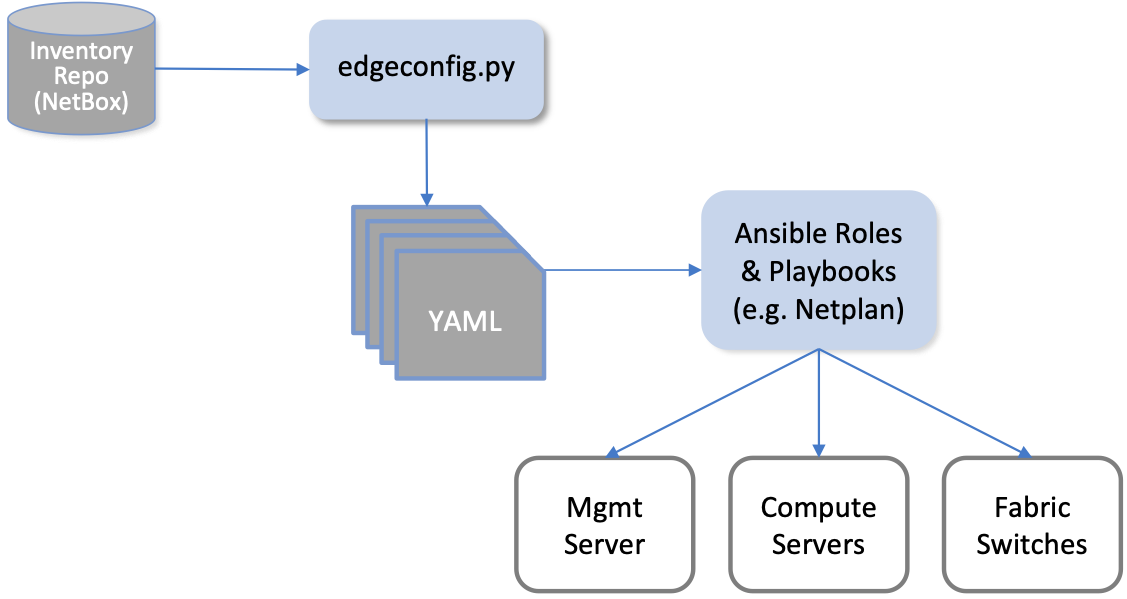 Inventory
Repo
(NetBox)
edgeconfig.py
YAML
Ansible Roles
& Playbooks
(e.g. Netplan)
Mgmt
Server
Compute
Servers
Fabric
Switches